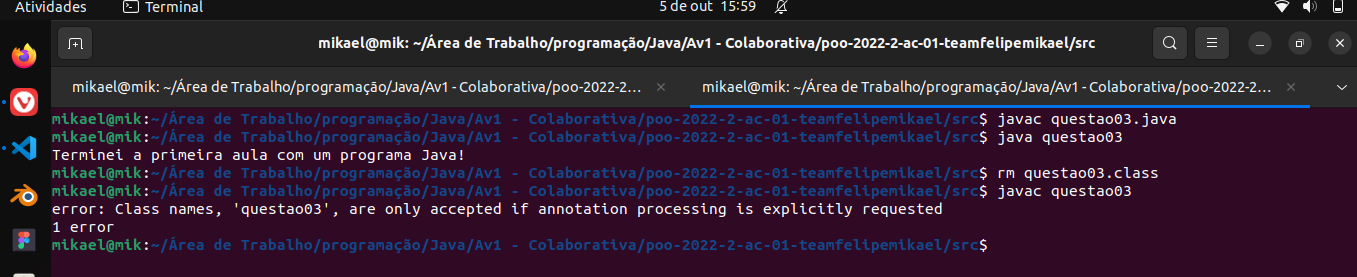 Atividades
Terminal
5 de out 15:59
mikael@mik: ~/Área de Trabalho/programação/Java/Av1 - Colaborativa/poo-2022-2-ac-01-teamfelipemikael/src
mikael@mik: ~/Área de Trabalho/programação/Java/Av1 - Colaborativa/poo-2022-2...
mikael@mik: ~/Área de Trabalho/programação/Java/Av1 - Colaborativa/poo-2022-2...
mikael@mik:~/Área de Trabalho/programação/Java/Av1 - Colaborativa/poo-2022-2-ac-01-teamfelipemikael/src$ javac questao03.java
mikael@mik:~/Área de Trabalho/programação/Java/Av1 - Colaborativa/poo-2022-2-ac-01-teamfelipemikael/src$ java questao03
Terminei a primeira aula com um programa Java!
mikael@mik:~/Área de Trabalho/programação/Java/Av1 - Colaborativa/poo-2022-2-ac-01-teamfelipemikael/src$ rm questao03.class
mikael@mik:~/Área de Trabalho/programação/Java/Av1 - Colaborativa/poo-2022-2-ac-01-teamfelipemikael/src$ javac questao03
error: Class names, 'questao03', are only accepted if annotation processing is explicitly requested
1 error
mikael@mik:~/Área de Trabalho/programação/Java/Av1 - Colaborativa/poo-2022-2-ac-01-teamfelipemikael/src$